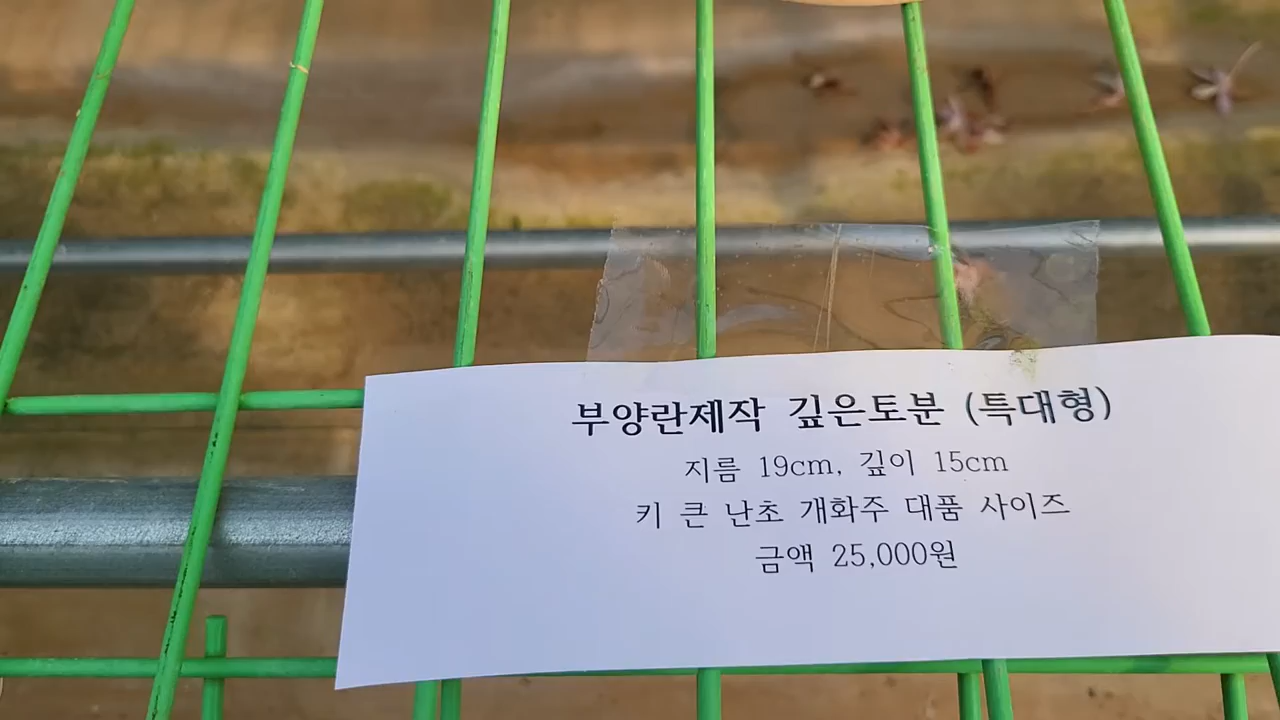 부양란제작 깊은토분 (특대형)
지름 19cm, 깊이 15cm
키 큰 난초 개화주 대품 사이즈
금액 25,000원